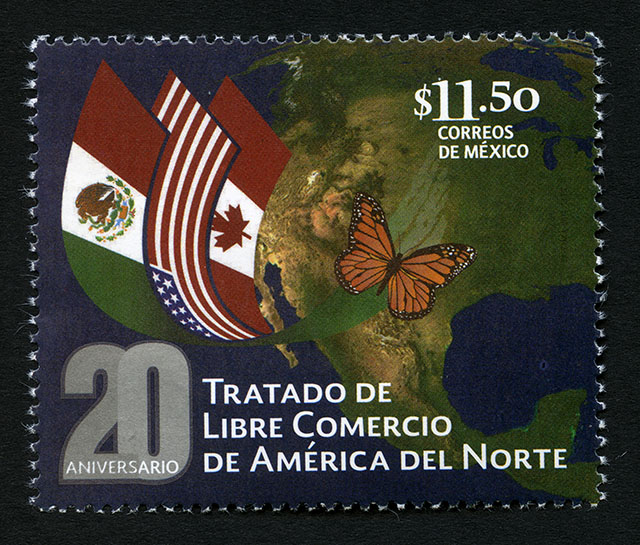 $11.50
CORREOS
DE MÉXICO
20
ANIVERSARIO
TRATADO DE
LIBRE COMERCIO
DE AMÉRICA DEL NORTE